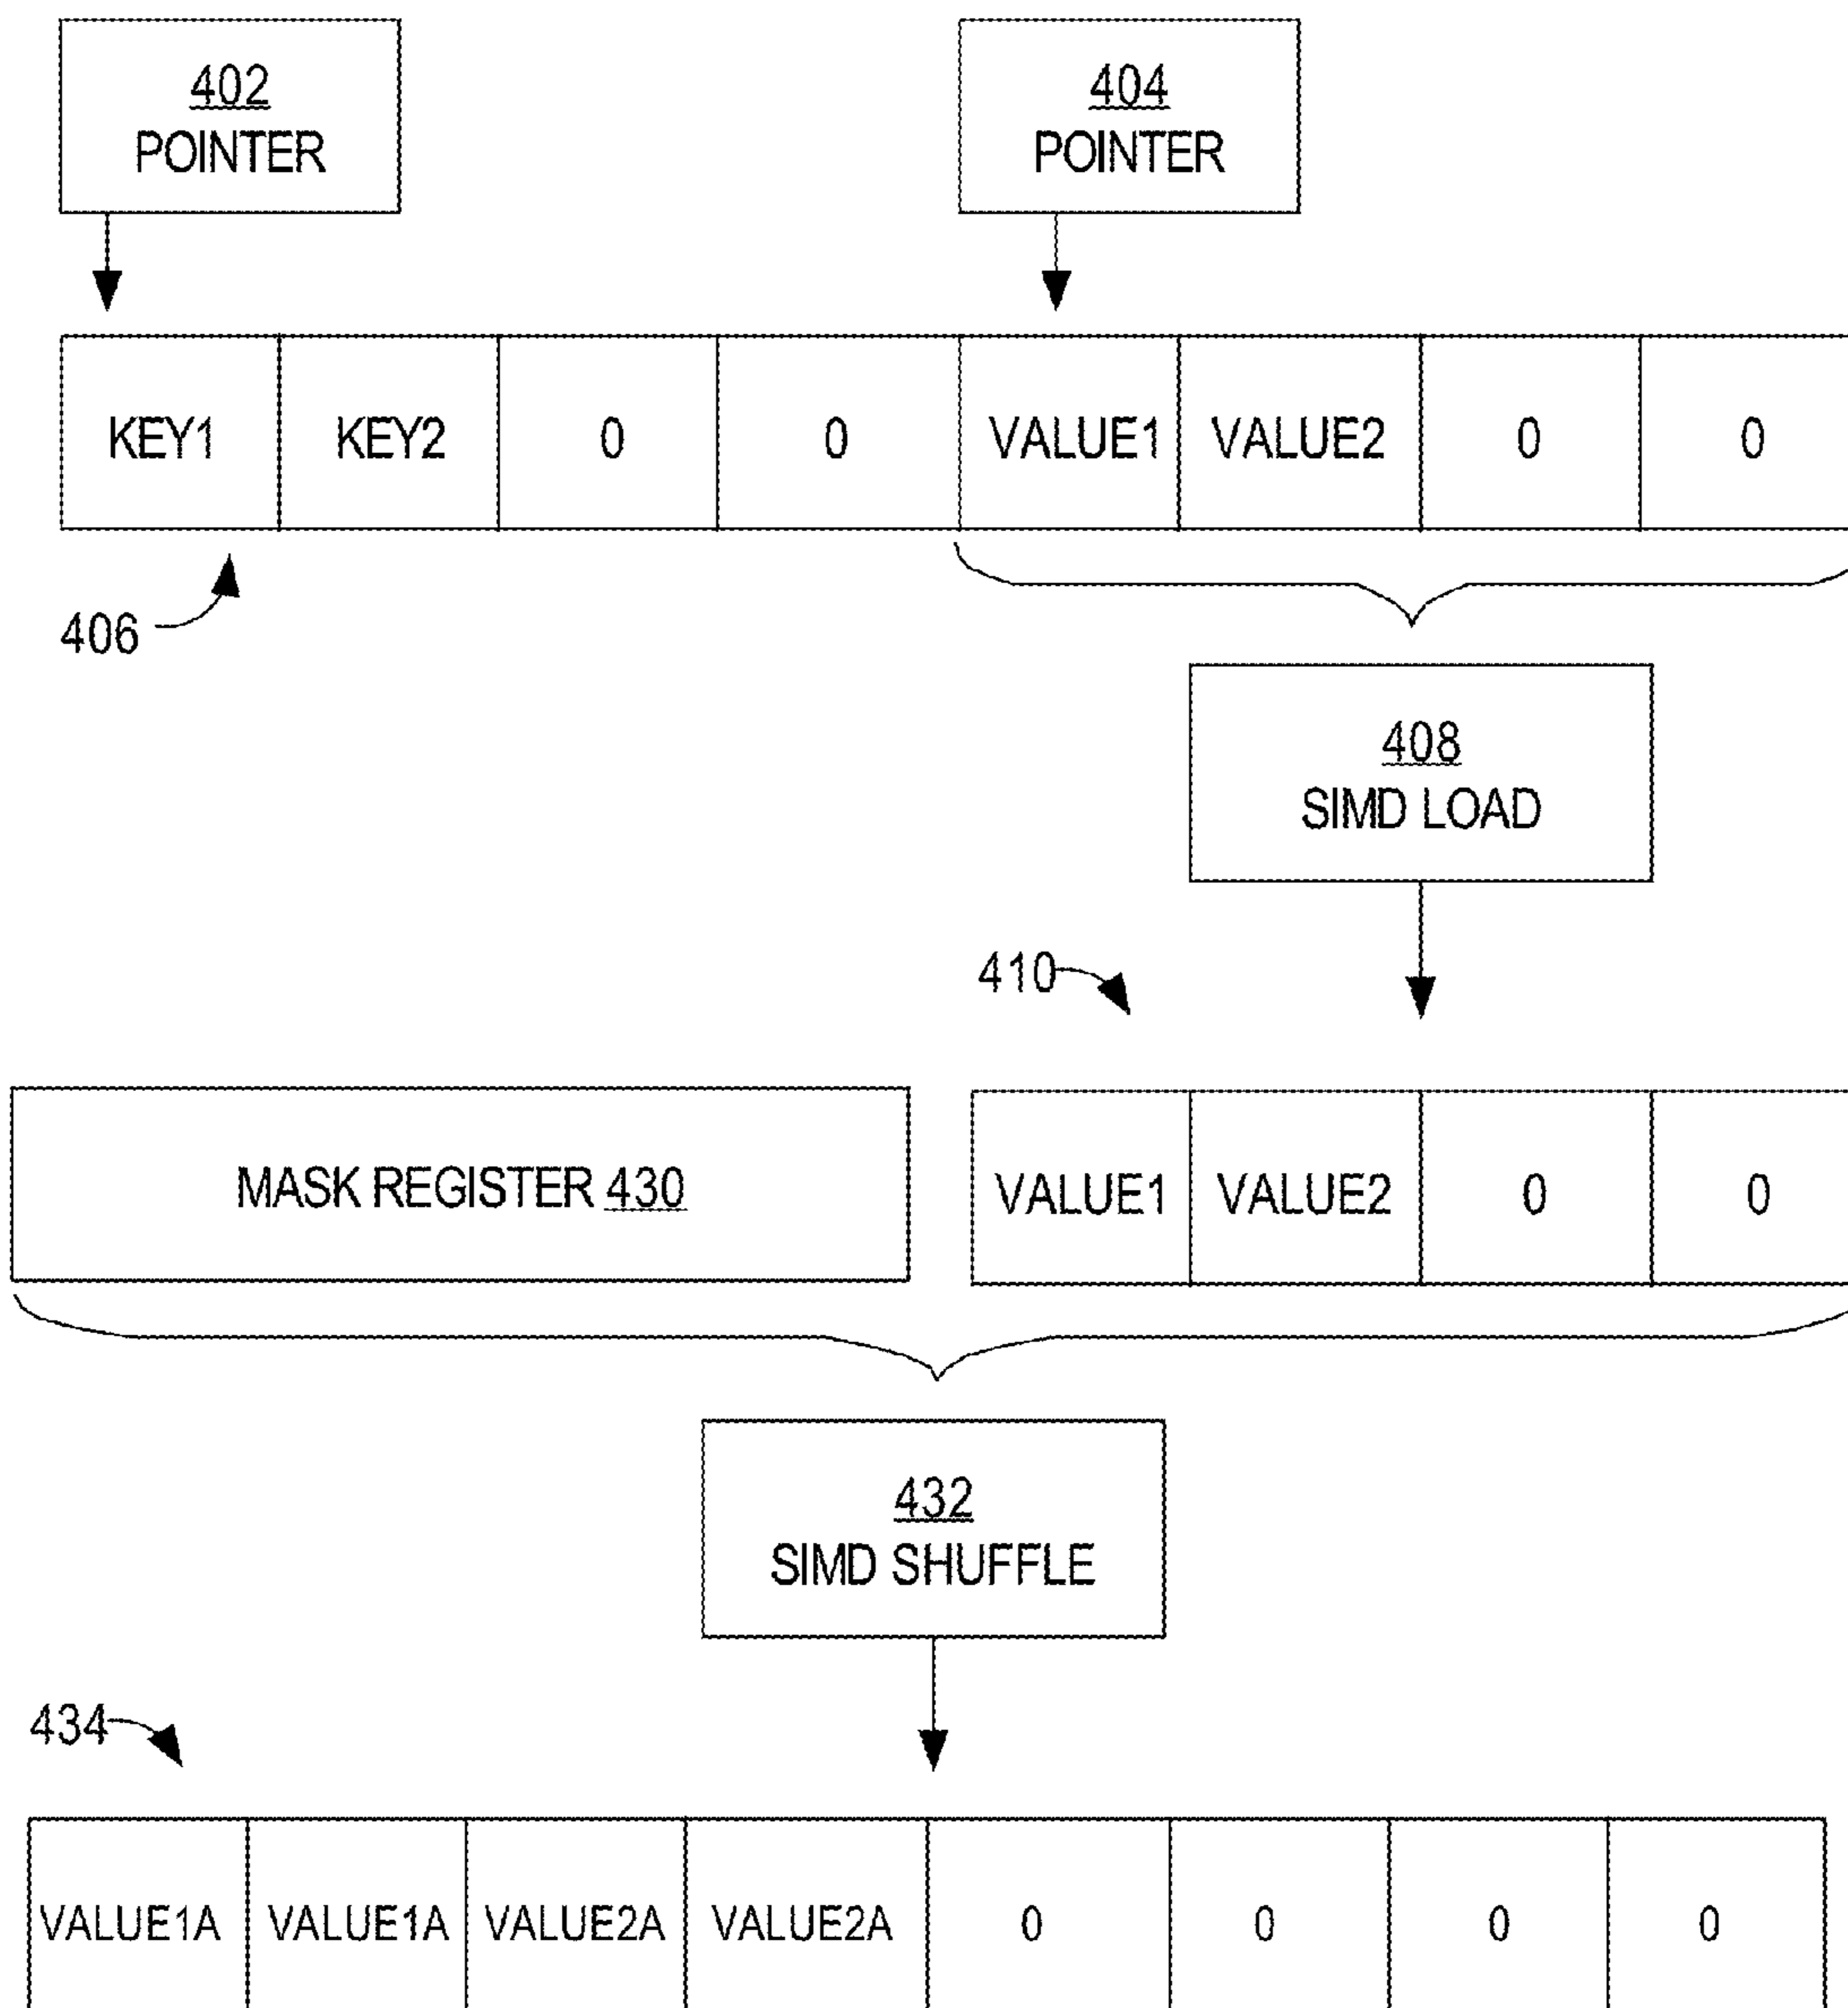 402 404
POINTER POINTER
KEY1 KEY2 0 0 VALUE1 VALUE2 0 0
406
408
SIMD LOAD
410
MASK REGISTER 430 VALUE1 VALUE2 0 0
432
SIMD SHUFFLE
434
VALUE1A VALUE1A VALUE2A VALUE2A 0 0 0 0